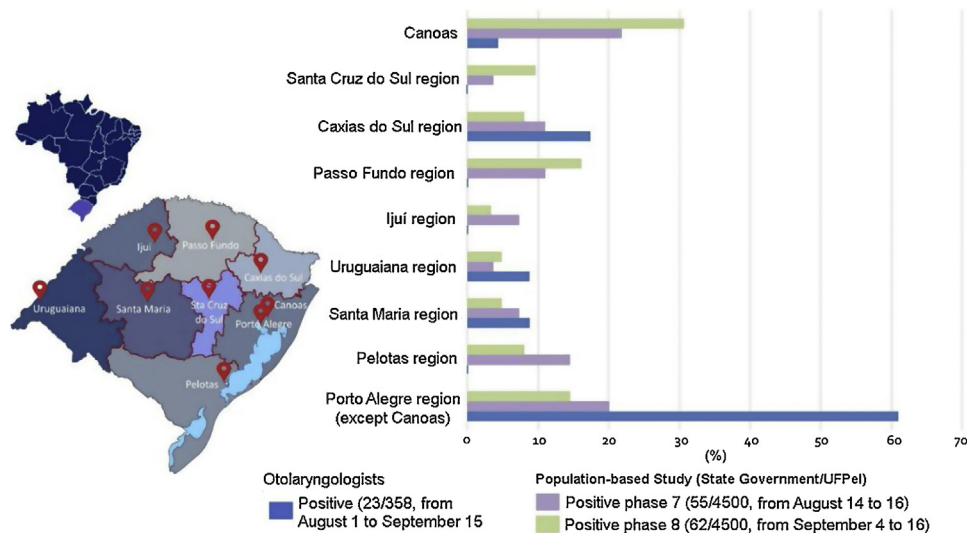 Canoas
Santa Cruz do Sul region
Caxias do Sul region
Passo Fundo region
Ijuí region
Uruguaiana region
Santa Maria region
Pelotas region
Porto Alegre region
(except Canoas)
0 10 20 30 40 50 60 70
(%)
Ijuí
Passo Fundo
Caxias do Sul
Uruguaiana
Santa Maria
Sta Cruz
do Sul
Canoas
Porto Alegre
Pelotas
Otolaryngologists
Positive (23/358, from
August 1 to September 15
Population-based Study (State Government/UFPel)
Positive phase 7 (55/4500, from August 14 to 16)
Positive phase 8 (62/4500, from September 4 to 16)